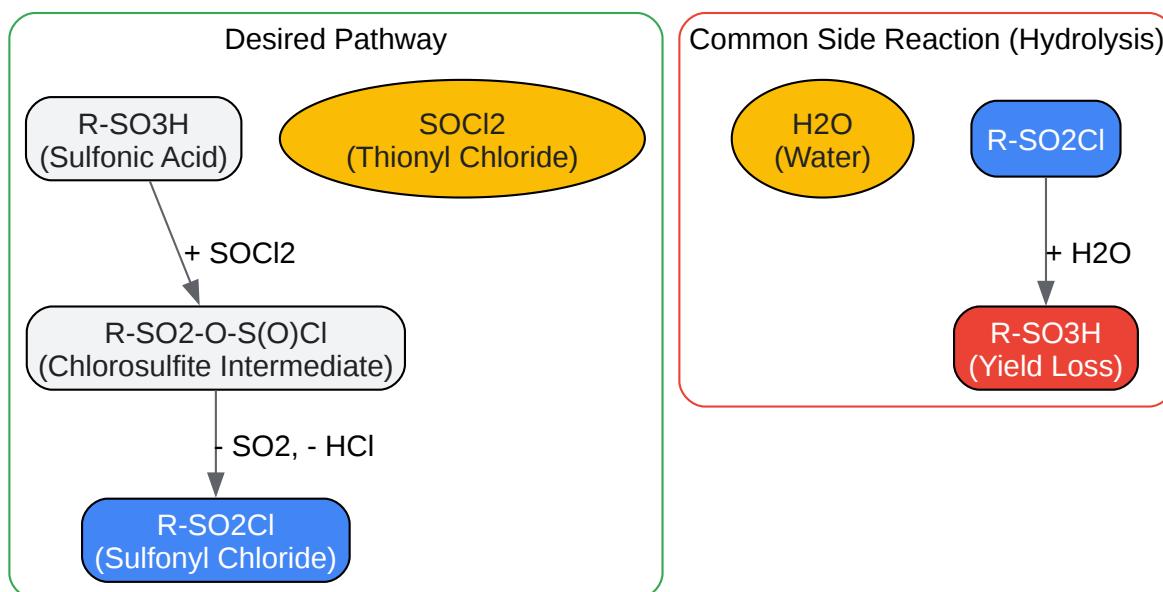 Desired Pathway
R-SO3H
(Sulfonic Acid)
SOCl2
(Thionyl Chloride)
+ SOCl2
R-SO2-O-S(O)Cl
(Chlorosulfite Intermediate)
- SO2, - HCl
R-SO2Cl
(Sulfonyl Chloride)
Common Side Reaction (Hydrolysis)
H2O
(Water)
R-SO2Cl
+ H2O
R-SO3H
(Yield Loss)